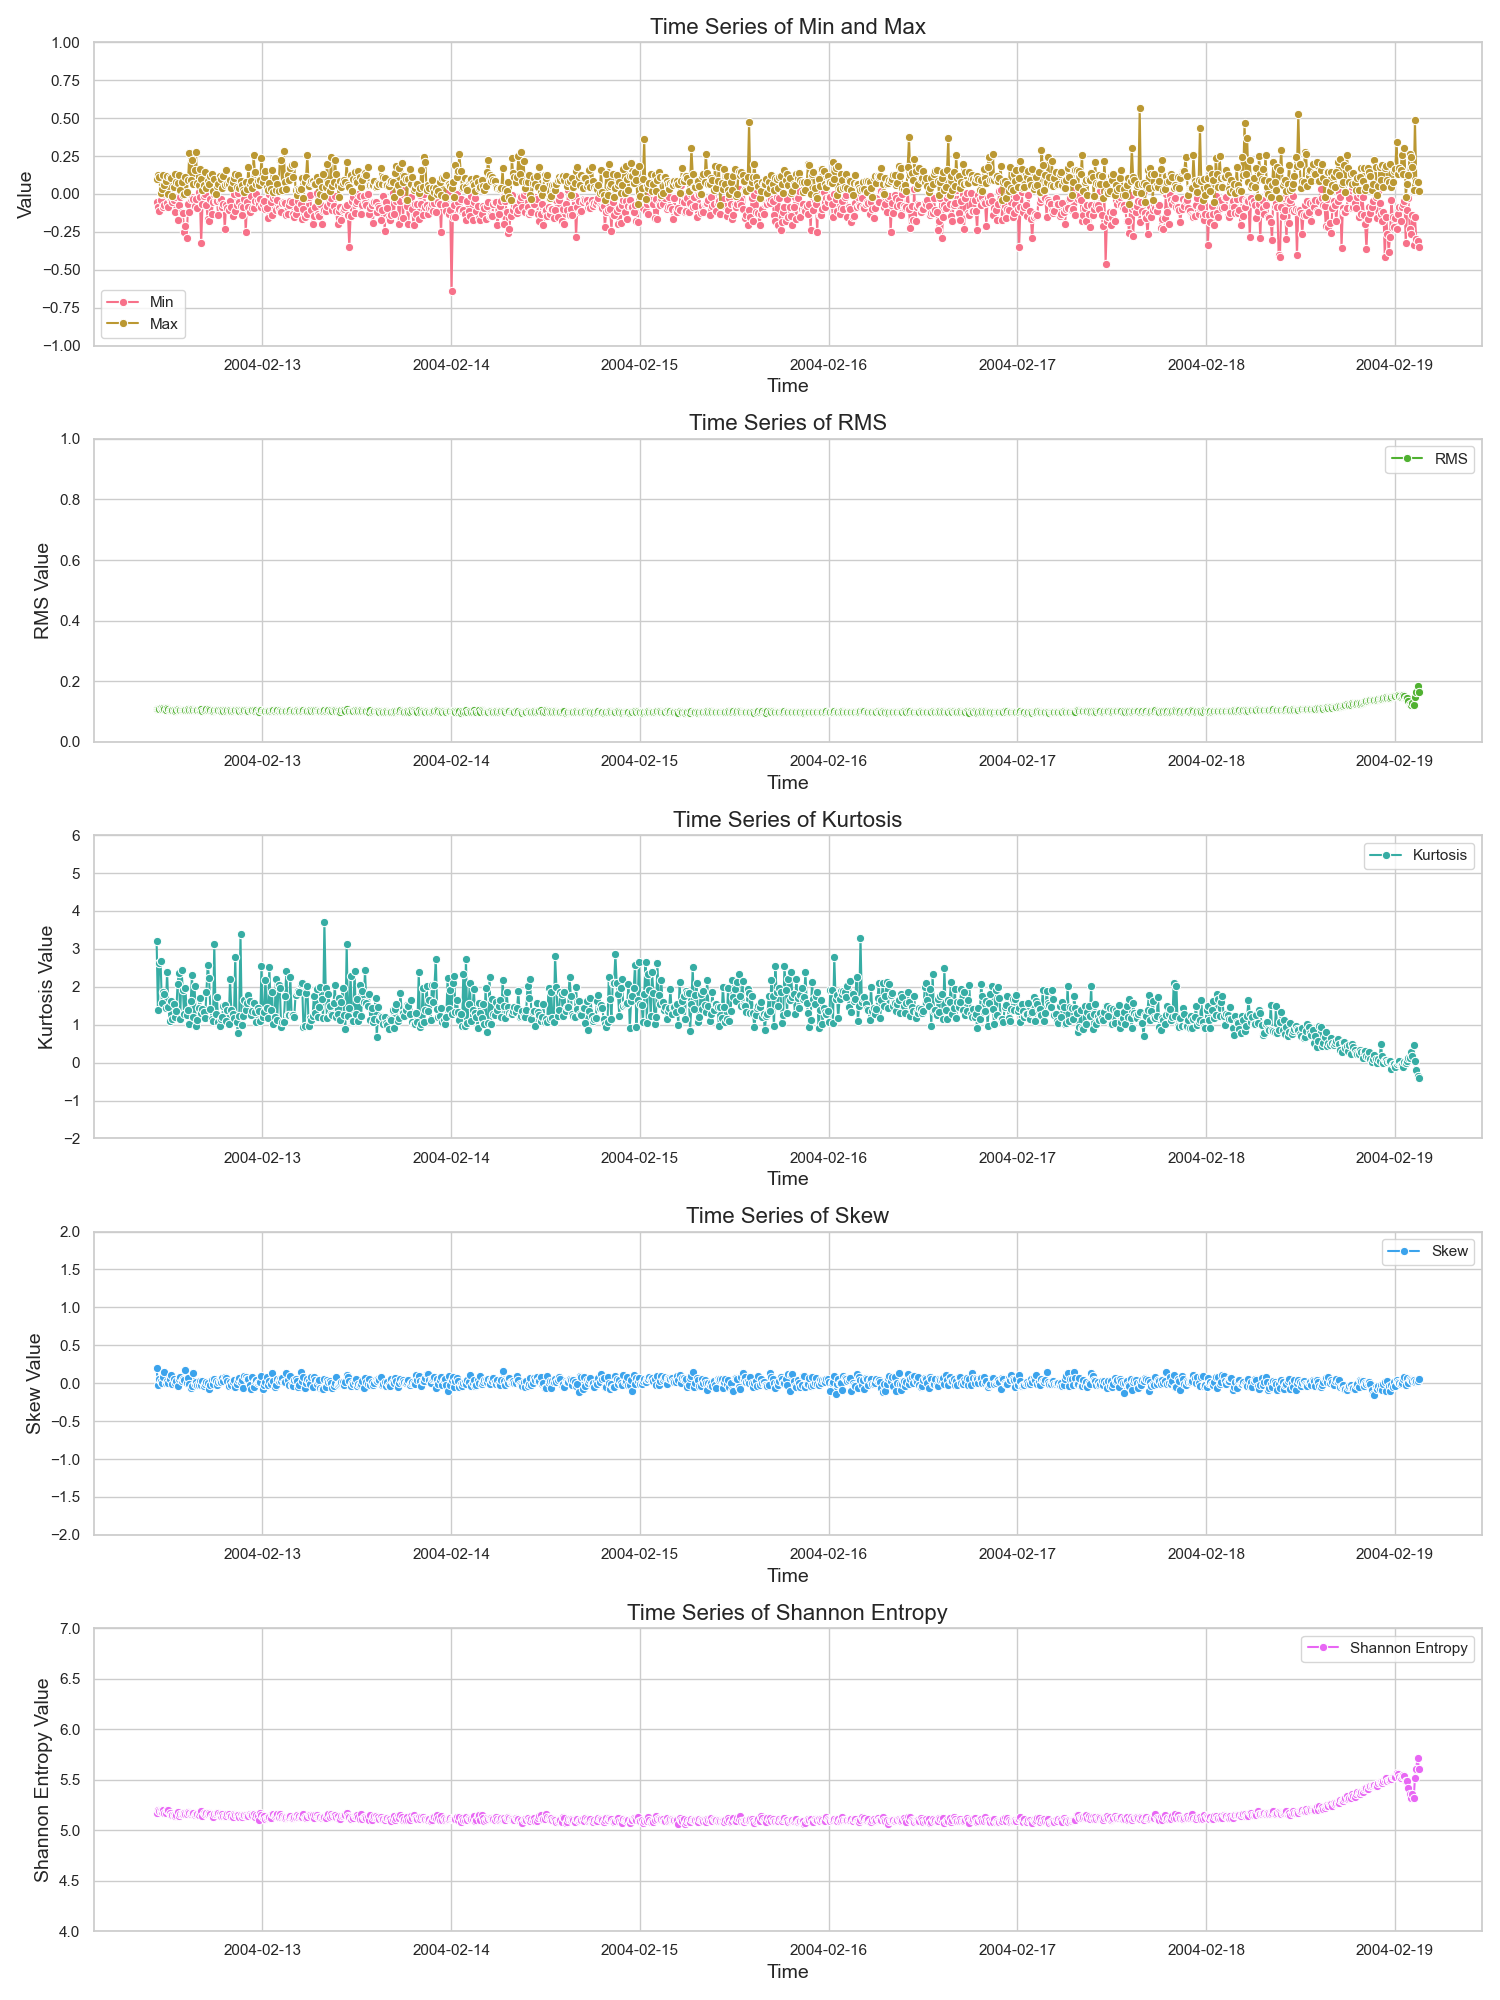 Time Series of Min and Max
Value
1.00
0.75
0.50
0.25
0.00
−0.25
−0.50
−0.75
−1.00
Min
Max
2004-02-13 2004-02-14 2004-02-15 2004-02-16 2004-02-17 2004-02-18 2004-02-19
Time
Time Series of RMS
RMS Value
1.0
0.8
0.6
0.4
0.2
0.0
RMS
2004-02-13 2004-02-14 2004-02-15 2004-02-16 2004-02-17 2004-02-18 2004-02-19
Time
Time Series of Kurtosis
Kurtosis Value
6
5
4
3
2
1
0
−1
−2
Kurtosis
2004-02-13 2004-02-14 2004-02-15 2004-02-16 2004-02-17 2004-02-18 2004-02-19
Time
Time Series of Skew
Skew Value
2.0
1.5
1.0
0.5
0.0
−0.5
−1.0
−1.5
−2.0
Skew
2004-02-13 2004-02-14 2004-02-15 2004-02-16 2004-02-17 2004-02-18 2004-02-19
Time
Time Series of Shannon Entropy
Shannon Entropy Value
7.0
6.5
6.0
5.5
5.0
4.5
4.0
Shannon Entropy
2004-02-13 2004-02-14 2004-02-15 2004-02-16 2004-02-17 2004-02-18 2004-02-19
Time